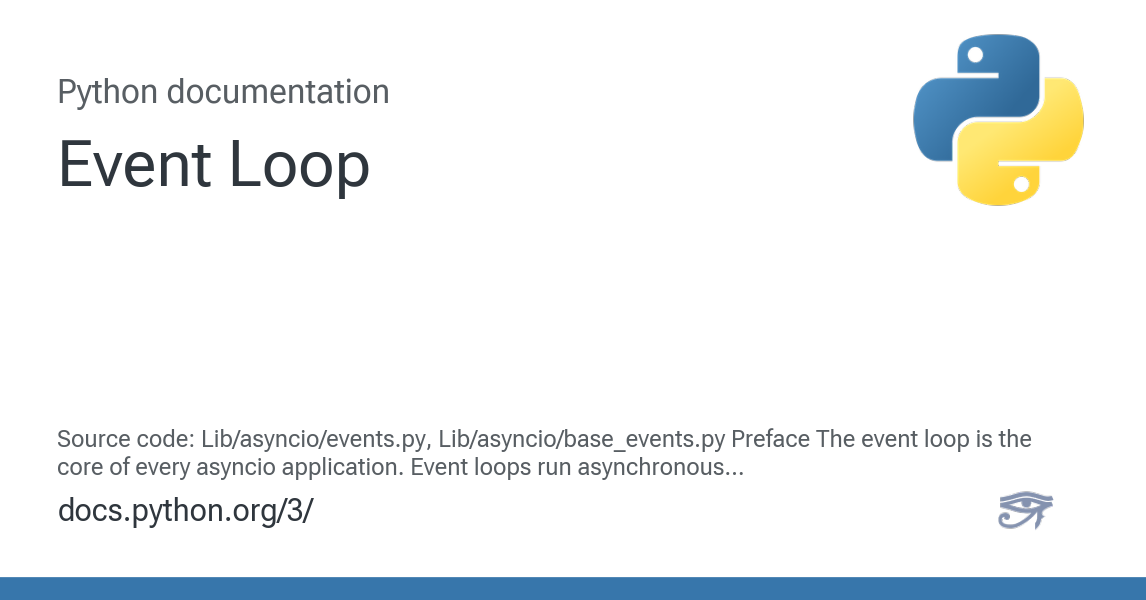 Python documentation
Event Loop
Source code: Lib/asyncio/events.py, Lib/asyncio/base_events.py Preface The event loop is the
core of every asyncio application. Event loops run asynchronous...
docs.python.org/3/